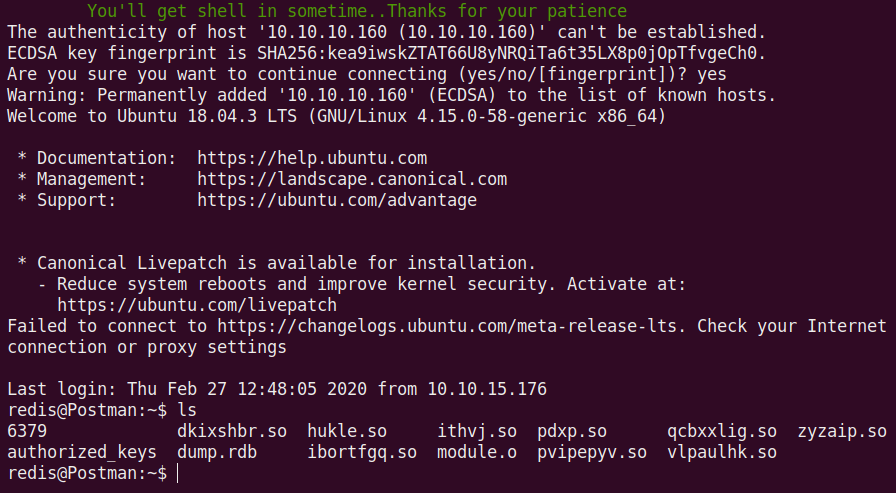 You'll get shell in sometime..Thanks for your patience
The authenticity of host '10.10.10.160 (10.10.10.160)' can't be established.
ECDSA key fingerprint is SHA256:kea9iwskZTAT66U8yNRQiTa6t35LX8p0jOpTfvgeCh0.
Are you sure you want to continue connecting (yes/no/[fingerprint])? yes
Warning: Permanently added '10.10.10.160' (ECDSA) to the list of known hosts.
Welcome to Ubuntu 18.04.3 LTS (GNU/Linux 4.15.0-58-generic x86_64)
* Documentation:  https://help.ubuntu.com
* Management:     https://landscape.canonical.com
* Support:        https://ubuntu.com/advantage
* Canonical Livepatch is available for installation.
- Reduce system reboots and improve kernel security. Activate at:
https://ubuntu.com/livepatch
Failed to connect to https://changelogs.ubuntu.com/meta-release-lts. Check your Internet
connection or proxy settings
Last login: Thu Feb 27 12:48:05 2020 from 10.10.15.176
redis@Postman:~$ ls
6379             dkixshbr.so  hukle.so     ithvj.so  pdxp.so      qcbxxlig.so  zyzaip.so
authorized_keys  dump.rdb     ibortfgq.so  module.o  pvipepyv.so  vlpaulhk.so
redis@Postman:~$